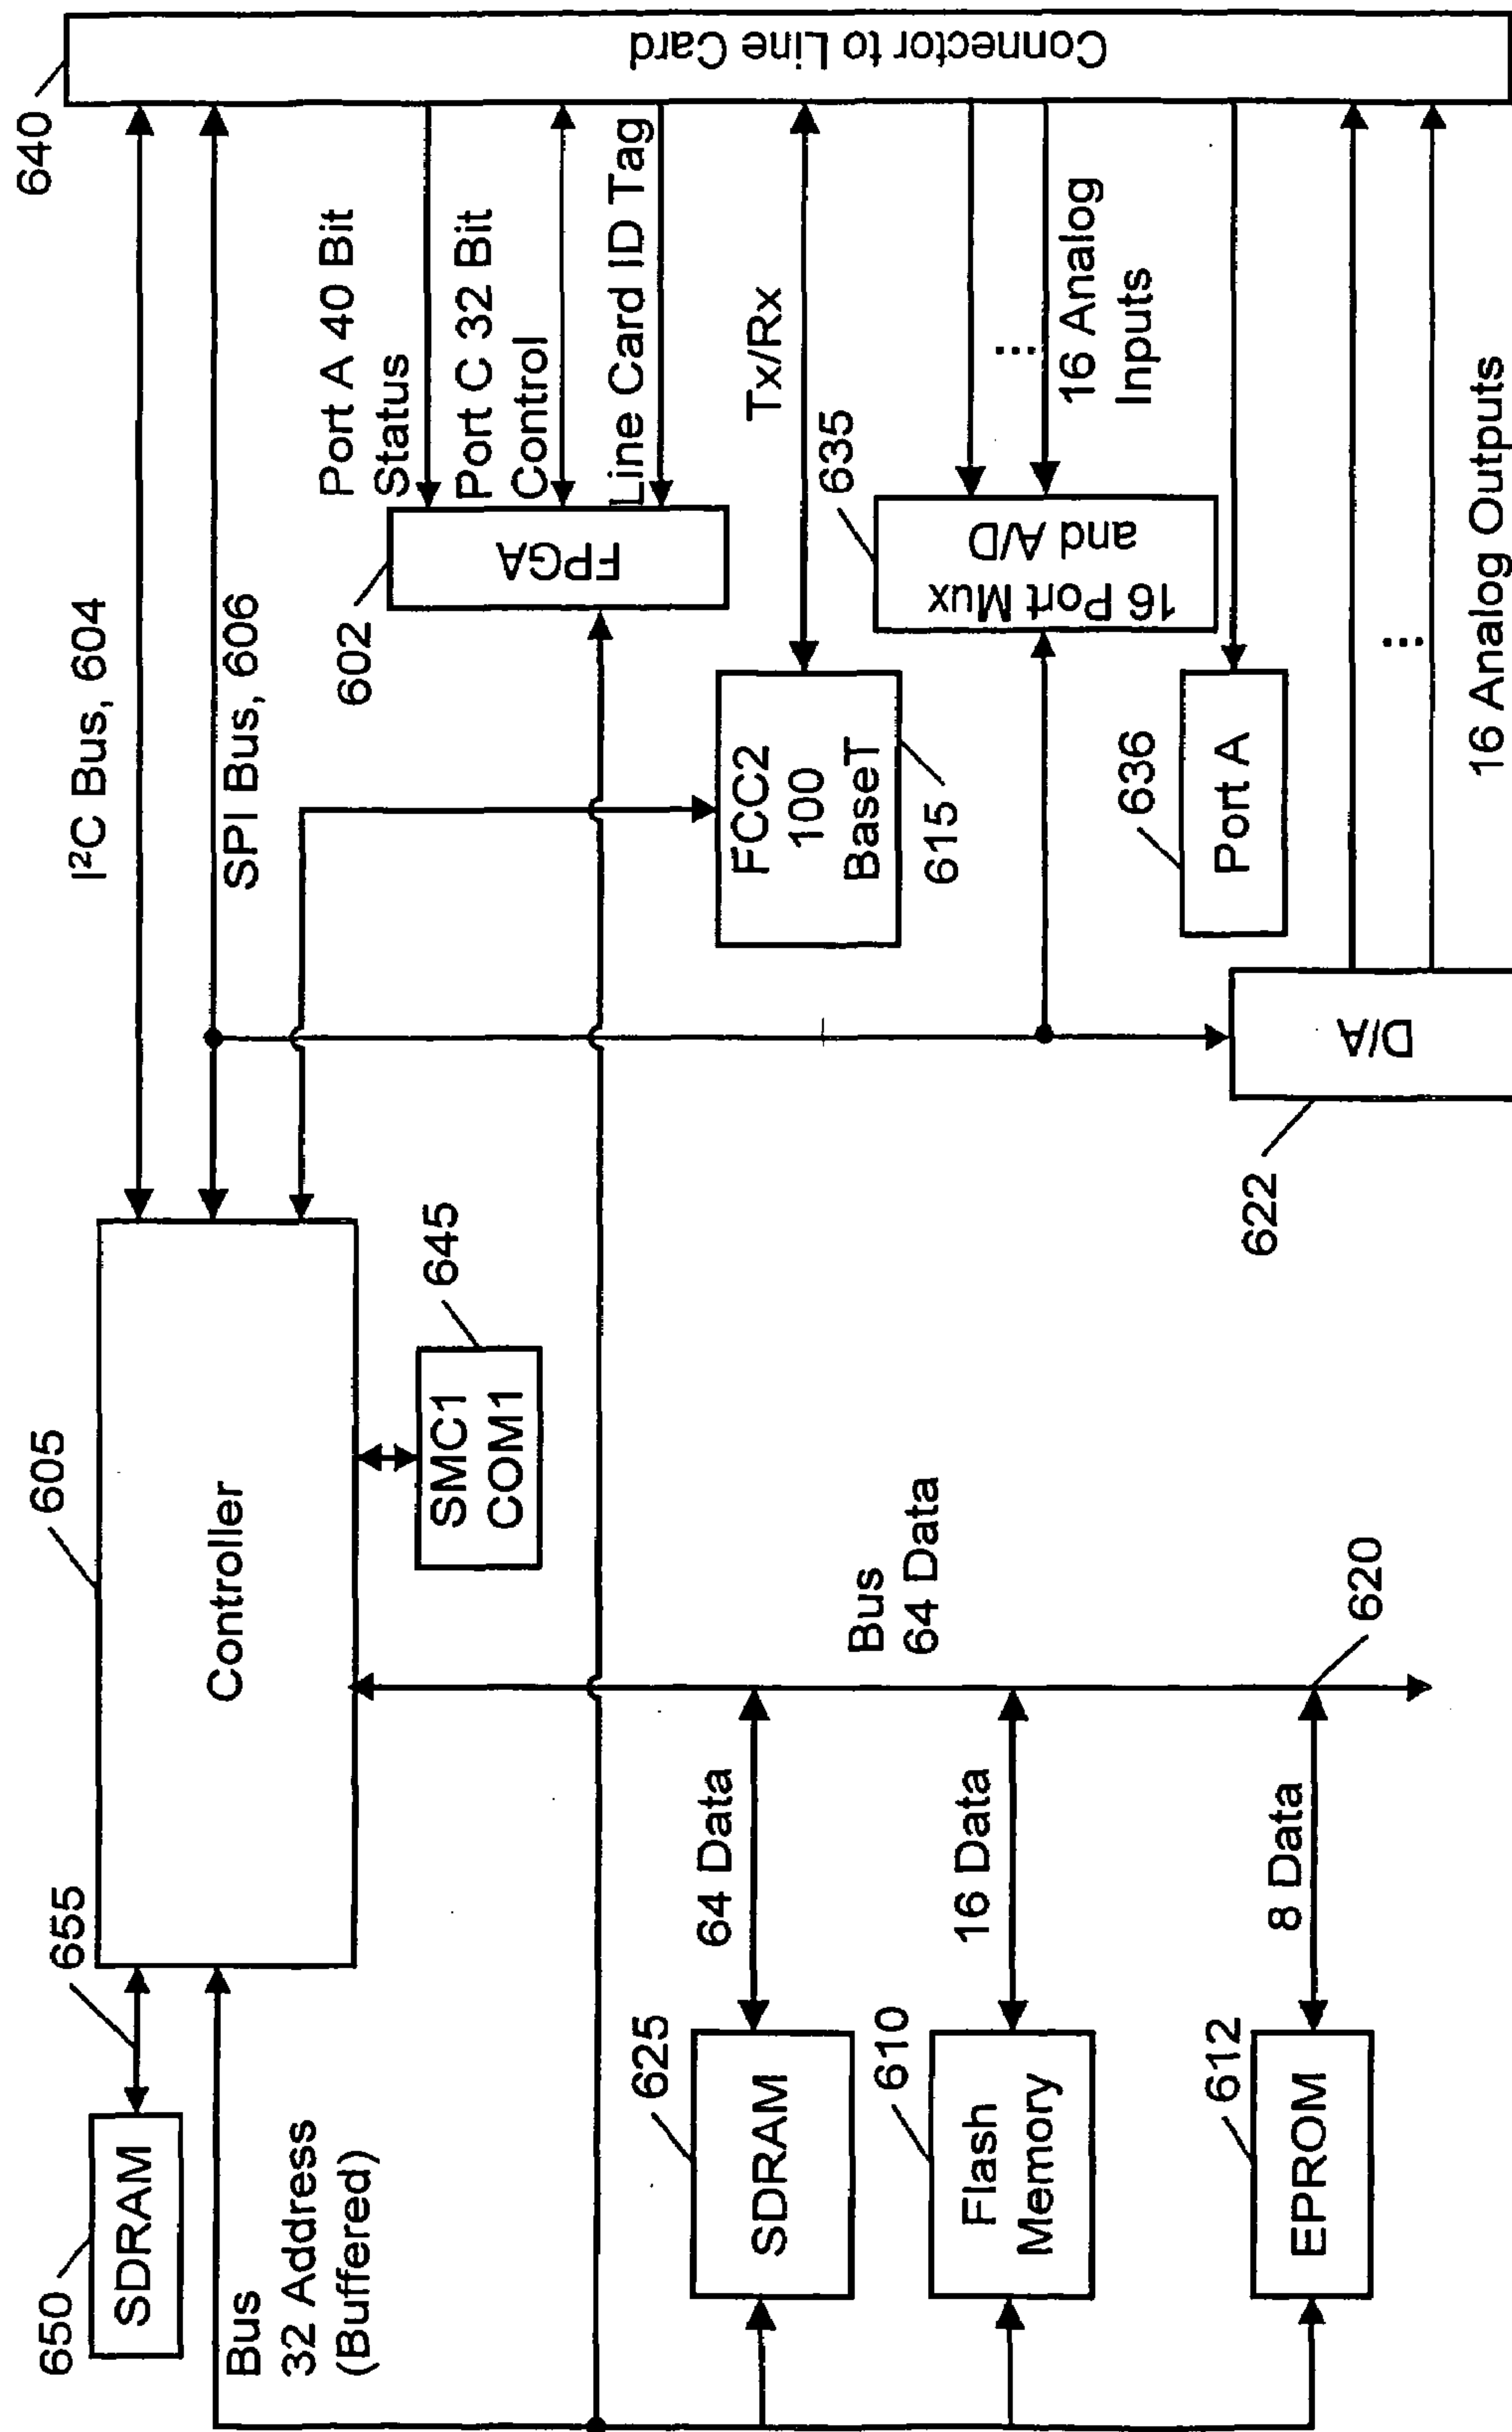 650
SDRAM
655
Bus
32 Address
(Buffered)
605
Controller
645
SMC1
COM1
I²C Bus, 604
SPI Bus, 606
640
Connector to Line Card
Port A 40 Bit
Status
Port C 32 Bit
Control
Line Card ID Tag
602
FPGA
Tx/Rx
FCC2
100
BaseT
615
635
16 Port Mux
and A/D
16 Analog
Inputs
...
636
Port A
622
D/A
...
16 Analog Outputs
Bus
64 Data
620
625
SDRAM
64 Data
610
Flash
Memory
16 Data
612
EPROM
8 Data